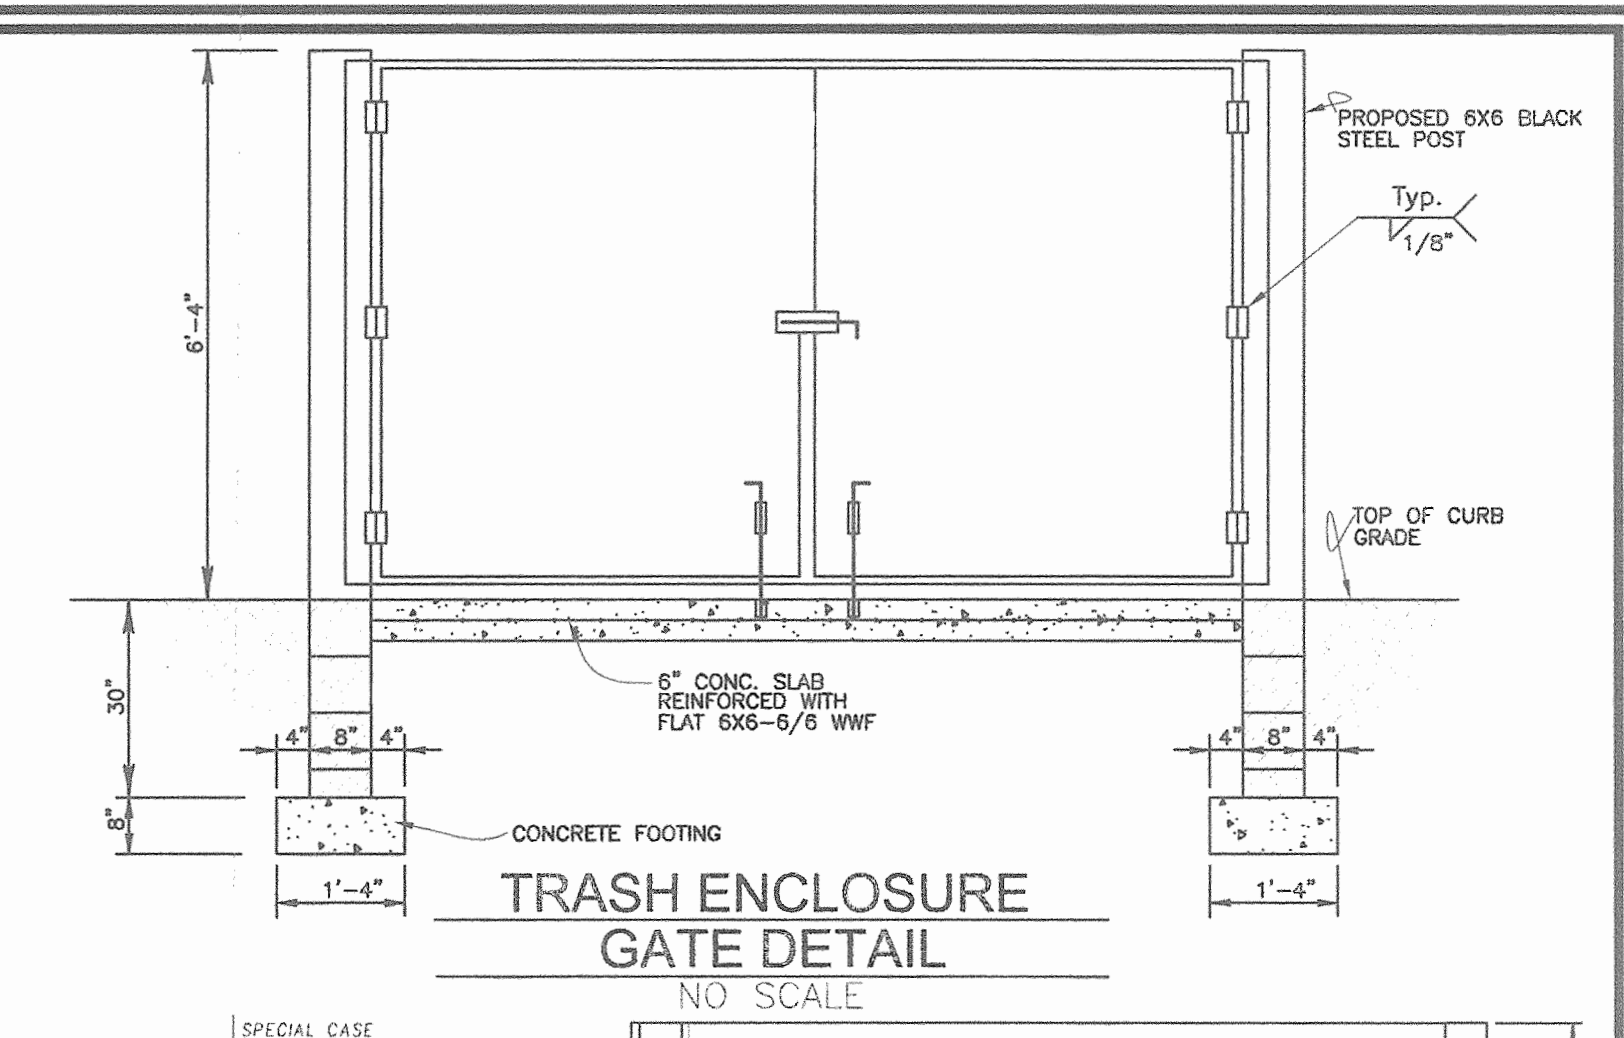 PROPOSED 6X6 BLACK
STEEL POST
Typ.
1/8"
6'-4"
TOP OF CURB
GRADE
6" CONC. SLAB
REINFORCED WITH
FLAT 6X6-6/6 WWF
30"
4" 8" 4"
4" 8" 4"
8"
CONCRETE FOOTING
1'-4"
1'-4"
TRASH ENCLOSURE
GATE DETAIL
NO SCALE
SPECIAL CASE